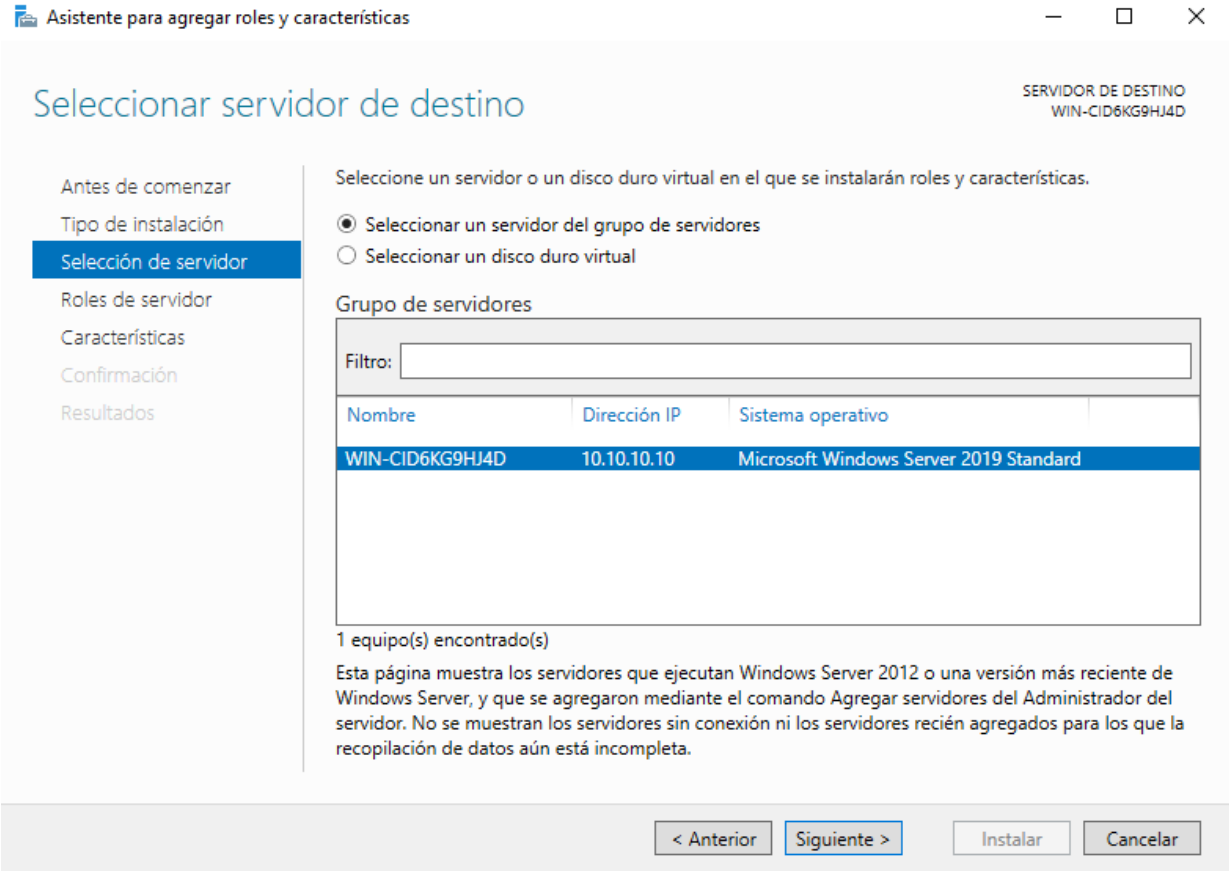 Asistente para agregar roles y características
Seleccionar servidor de destino
SERVIDOR DE DESTINO
WIN-CID6KG9HJ4D
Antes de comenzar
Tipo de instalación
Selección de servidor
Roles de servidor
Características
Confirmación
Resultados
Seleccione un servidor o un disco duro virtual en el que se instalarán roles y características.
Seleccionar un servidor del grupo de servidores
Seleccionar un disco duro virtual
Grupo de servidores
Filtro:
Nombre Dirección IP Sistema operativo
WIN-CID6KG9HJ4D 10.10.10.10 Microsoft Windows Server 2019 Standard
1 equipo(s) encontrado(s)
Esta página muestra los servidores que ejecutan Windows Server 2012 o una versión más reciente de
Windows Server, y que se agregaron mediante el comando Agregar servidores del Administrador del
servidor. No se muestran los servidores sin conexión ni los servidores recién agregados para los que la
recopilación de datos aún está incompleta.
< Anterior Siguiente > Instalar Cancelar